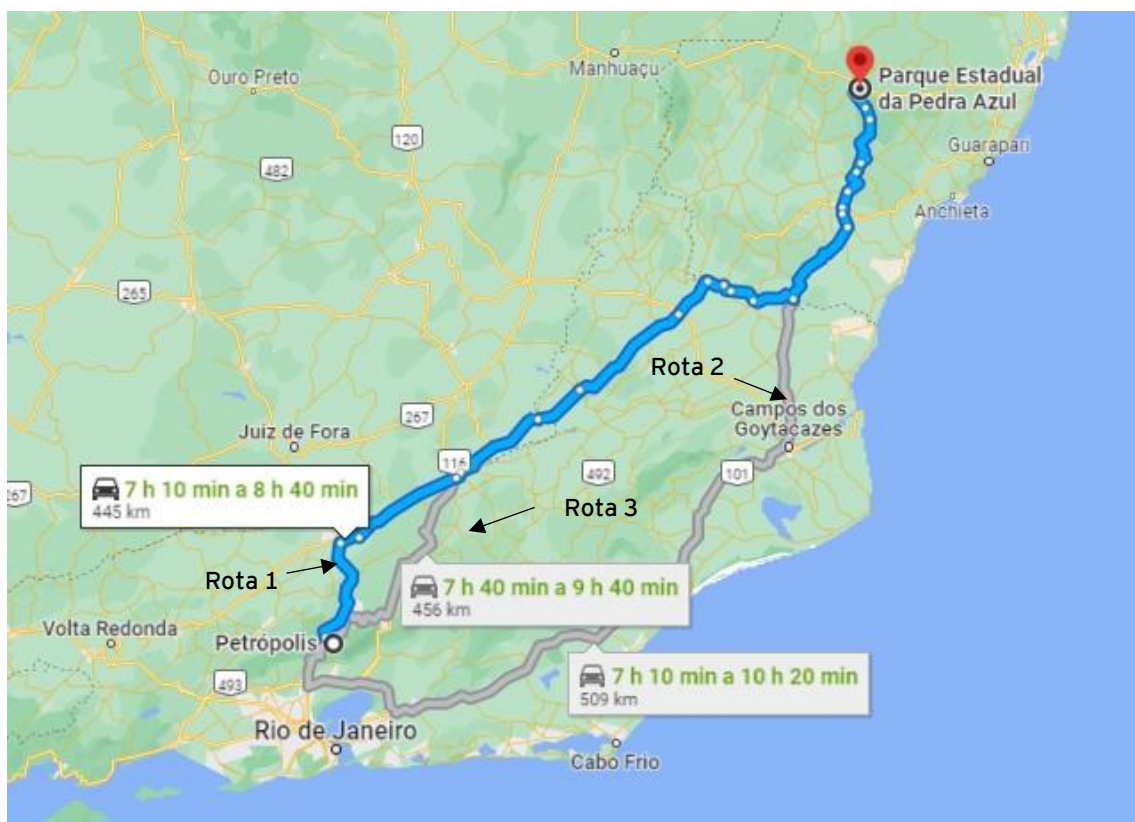 Manhuaçu
Ouro Preto
Parque Estadual
da Pedra Azul
120
Guarapari
482
Anchieta
265
Rota 2
267
Campos dos
Goytacazes
Juiz de Fora
116
492
101
267
7 h 10 min a 8 h 40 min
445 km
Rota 3
Rota 1
7 h 40 min a 9 h 40 min
456 km
Volta Redonda
Petrópolis
7 h 10 min a 10 h 20 min
509 km
493
Rio de Janeiro
Cabo Frio